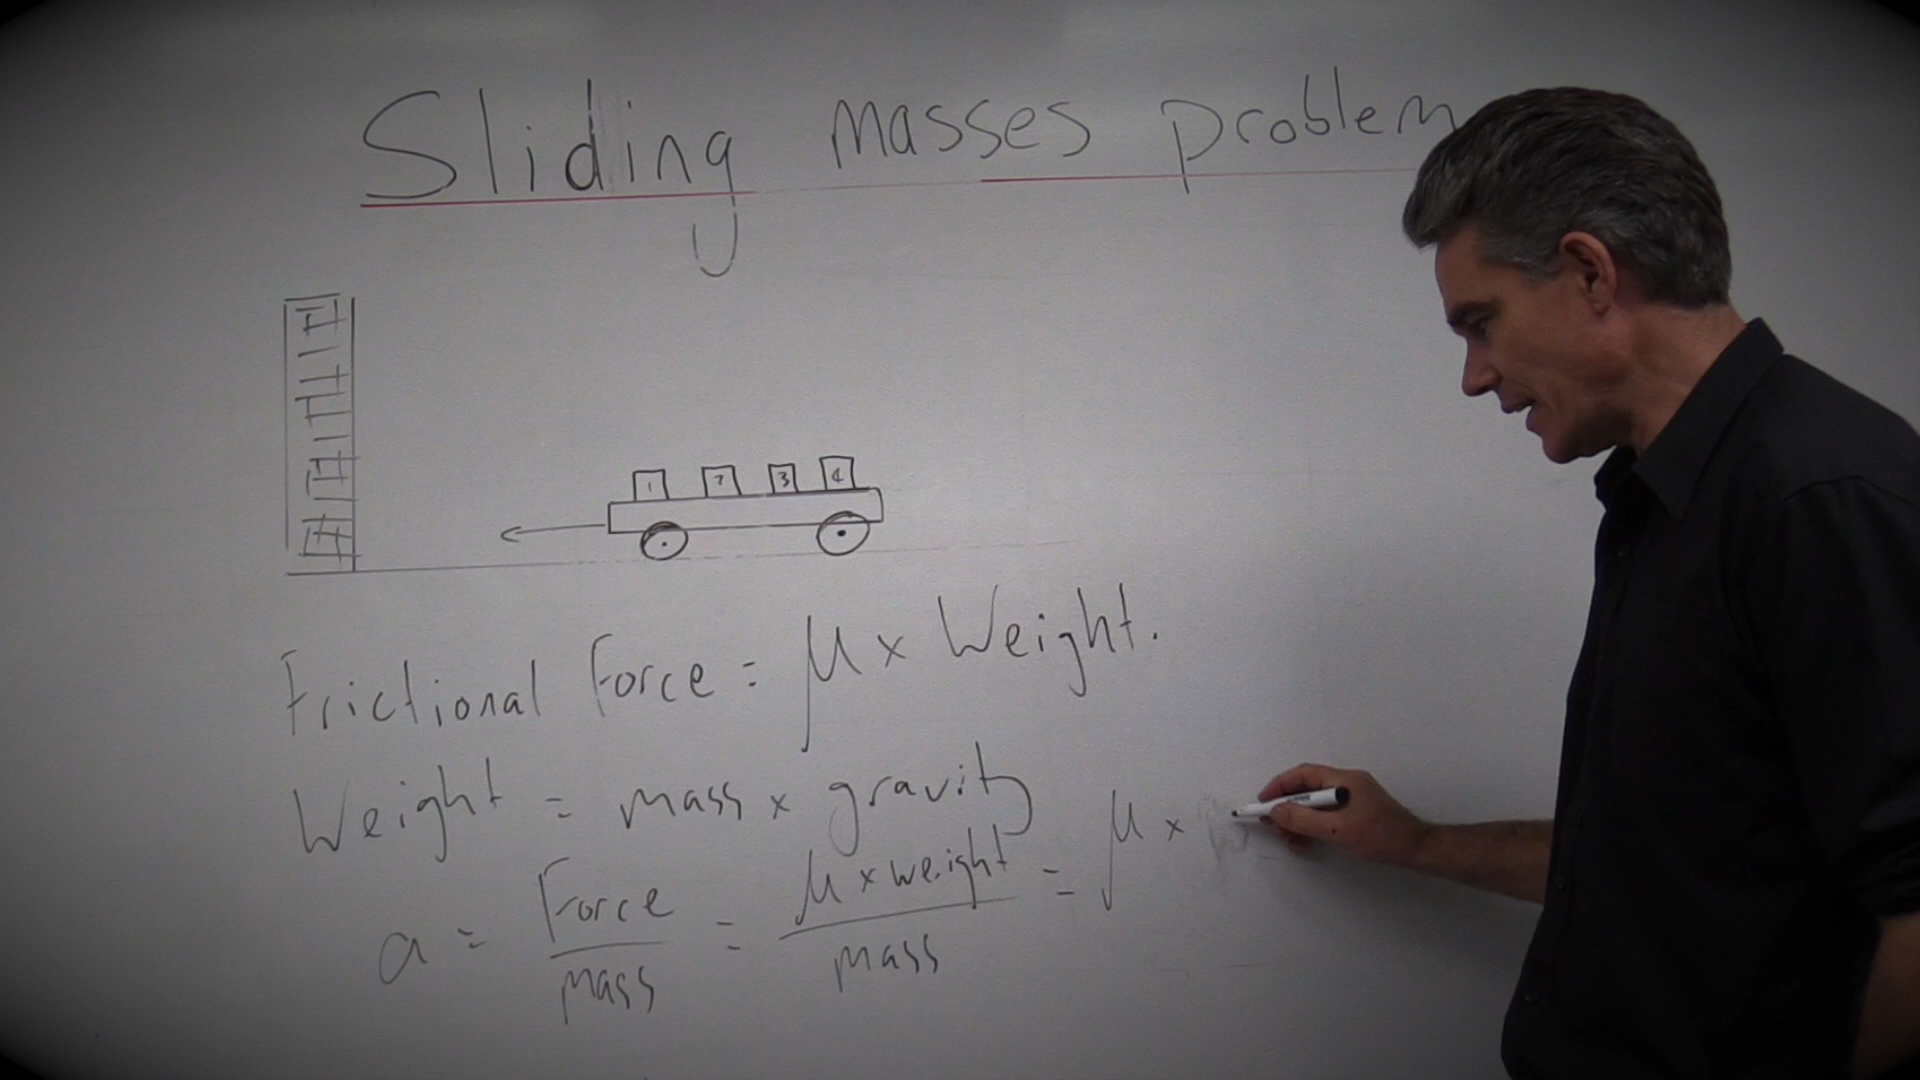 Sliding masses problem
1 2 3 4
Frictional Force = μ x Weight.
Weight = mass x gravity
a = Force / mass = μ x weight / mass = μ x